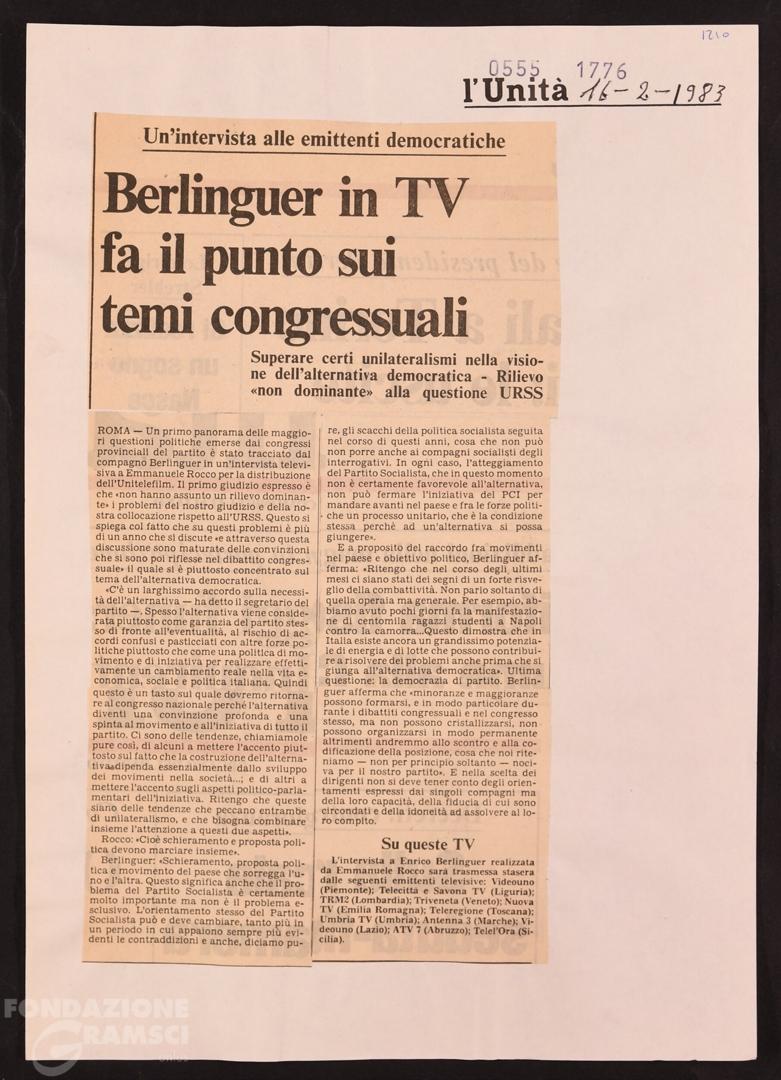 1210
0555 1776
l'Unità 16-2-1983
Un'intervista alle emittenti democratiche
Berlinguer in TV
fa il punto sui
temi congressuali
Superare certi unilateralismi nella visio-
ne dell'alternativa democratica - Rilievo
«non dominante» alla questione URSS
ROMA — Un primo panorama delle maggio-
ri questioni politiche emerse dai congressi
provinciali del partito è stato tracciato dal
compagno Berlinguer in un'intervista televi-
siva a Emmanuele Rocco per la distribuzione
dell'Unitelefilm. Il primo giudizio espresso è
che «non hanno assunto un rilievo dominan-
te» i problemi del nostro giudizio e della no-
stra collocazione rispetto all'URSS. Questo si
spiega col fatto che su questi problemi è più
di un anno che si discute «e attraverso questa
discussione sono maturate delle convinzioni
che si sono poi riflesse nel dibattito congres-
suale» il quale si è piuttosto concentrato sul
tema dell'alternativa democratica.
«C'è un larghissimo accordo sulla necessi-
tà dell'alternativa — ha detto il segretario del
partito —. Spesso l'alternativa viene conside-
rata piuttosto come garanzia del partito stes-
so di fronte all'eventualità, al rischio di ac-
cordi confusi e pasticciati con altre forze po-
litiche piuttosto che come una politica di mo-
vimento e di iniziativa per realizzare effetti-
vamente un cambiamento reale nella vita e-
conomica, sociale e politica italiana. Quindi
questo è un tasto sul quale dovremo ritorna-
re al congresso nazionale perché l'alternativa
diventi una convinzione profonda e una
spinta al movimento e all'iniziativa di tutto il
partito. Ci sono delle tendenze, chiamiamole
pure così, di alcuni a mettere l'accento piut-
tosto sul fatto che la costruzione dell'alterna-
tiva dipenda essenzialmente dallo sviluppo
dei movimenti nella società...; e di altri a
mettere l'accento sugli aspetti politico-parla-
mentari dell'iniziativa. Ritengo che queste
siano delle tendenze che peccano entrambe
di unilateralismo, e che bisogna combinare
insieme l'attenzione a questi due aspetti».
Rocco: «Cioè schieramento e proposta poli-
tica devono marciare insieme».
Berlinguer: «Schieramento, proposta poli-
tica e movimento del paese che sorregga l'u-
no e l'altra. Questo significa anche che il pro-
blema del Partito Socialista è certamente
molto importante ma non è il problema e-
sclusivo. L'orientamento stesso del Partito
Socialista può e deve cambiare, tanto più in
un periodo in cui appaiono sempre più evi-
denti le contraddizioni e anche, diciamo pu-
re, gli scacchi della politica socialista seguita
nel corso di questi anni, cosa che non può
non porre anche ai compagni socialisti degli
interrogativi. In ogni caso, l'atteggiamento
del Partito Socialista, che in questo momento
non è certamente favorevole all'alternativa,
non può fermare l'iniziativa del PCI per
mandare avanti nel paese e fra le forze politi-
che un processo unitario, che è la condizione
stessa perché ad un'alternativa si possa
giungere».
E a proposito del raccordo fra movimenti
nel paese e obiettivo politico, Berlinguer af-
ferma: «Ritengo che nel corso degli ultimi
mesi ci siano stati dei segni di un forte risve-
glio della combattività. Non parlo soltanto di
quella operaia ma generale. Per esempio, ab-
biamo avuto pochi giorni fa la manifestazio-
ne di centomila ragazzi studenti a Napoli
contro la camorra...Questo dimostra che in
Italia esiste ancora un grandissimo potenzia-
le di energia e di lotte che possono contribui-
re a risolvere dei problemi anche prima che si
giunga all'alternativa democratica». Ultima
questione: la democrazia di partito. Berlin-
guer afferma che «minoranze e maggioranze
possono formarsi, e in modo particolare du-
rante i dibattiti congressuali e nel congresso
stesso, ma non possono cristallizzarsi, non
possono organizzarsi in modo permanente
altrimenti andremmo allo scontro e alla co-
dificazione della posizione, cosa che noi rite-
niamo — non per principio soltanto — noci-
va per il nostro partito». E nella scelta dei
dirigenti non si deve tener conto degli orien-
tamenti espressi dai singoli compagni ma
della loro capacità, della fiducia di cui sono
circondati e della idoneità ad assolvere al lo-
ro compito.
Su queste TV
L'intervista a Enrico Berlinguer realizzata
da Emmanuele Rocco sarà trasmessa stasera
dalle seguenti emittenti televisive: Videouno
(Piemonte); Telecittà e Savona TV (Liguria);
TRM2 (Lombardia); Triveneta (Veneto); Nuova
TV (Emilia Romagna); Teleregione (Toscana);
Umbria TV (Umbria); Antenna 3 (Marche); Vi-
deouno (Lazio); ATV 7 (Abruzzo); Telel'Ora (Si-
cilia).
FONDAZIONE
GRAMSCI
onlus